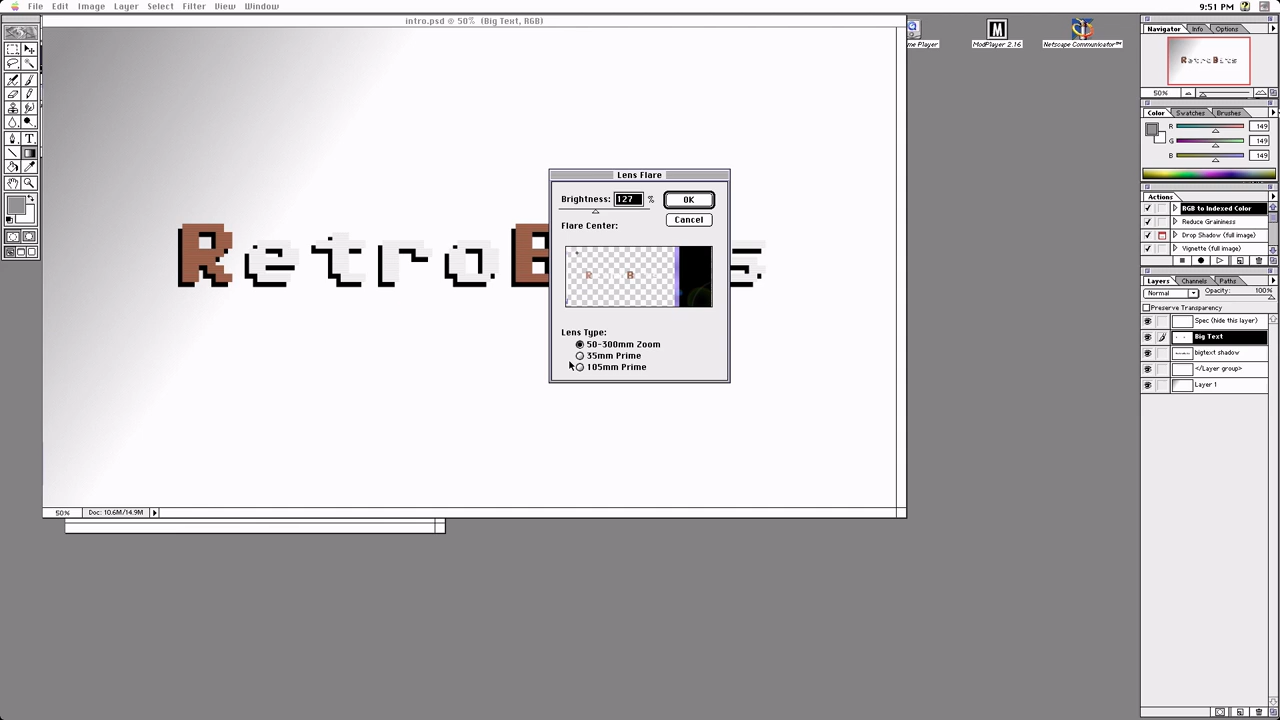 File Edit Image Layer Select Filter View Window 9:51 PM
intro.psd @ 50% (Big Text, RGB)
me Player
ModPlayer 2.16
Netscape Communicator™
Navigator Info Options
RetroBits
50%
Color Swatches Brushes
R 149
G 149
B 149
Actions
RGB to Indexed Color
Reduce Graininess
Drop Shadow (full image)
Vignette (full image)
Layers Channels Paths
Normal Opacity: 100%
Preserve Transparency
Spec (hide this layer)
Big Text
bigtext shadow
</Layer group>
Layer 1
Retro B s
Lens Flare
Brightness: 127 %
OK
Cancel
Flare Center:
R B
Lens Type:
50-300mm Zoom
35mm Prime
105mm Prime
50% Doc: 10.6M/14.9M